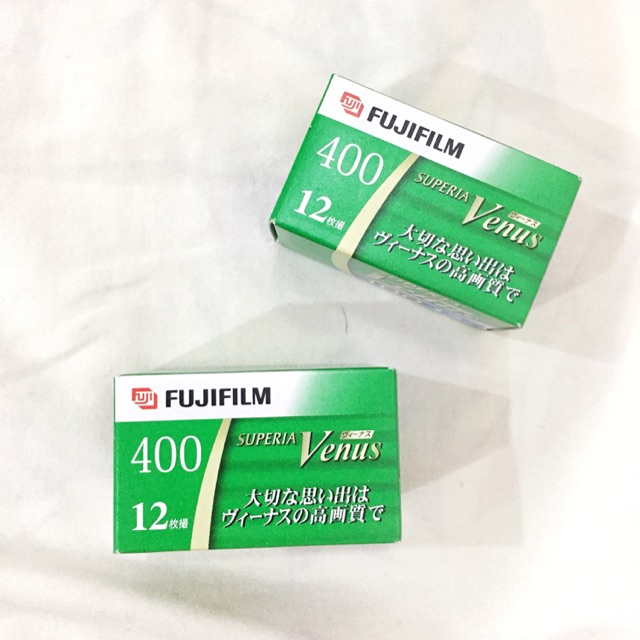 FUJI FUJIFILM
400
SUPERIA Venus
ヴィーナス
12枚撮
大切な思い出は
ヴィーナスの高画質で
FUJI FUJIFILM
400
SUPERIA Venus
ヴィーナス
12枚撮
大切な思い出は
ヴィーナスの高画質で